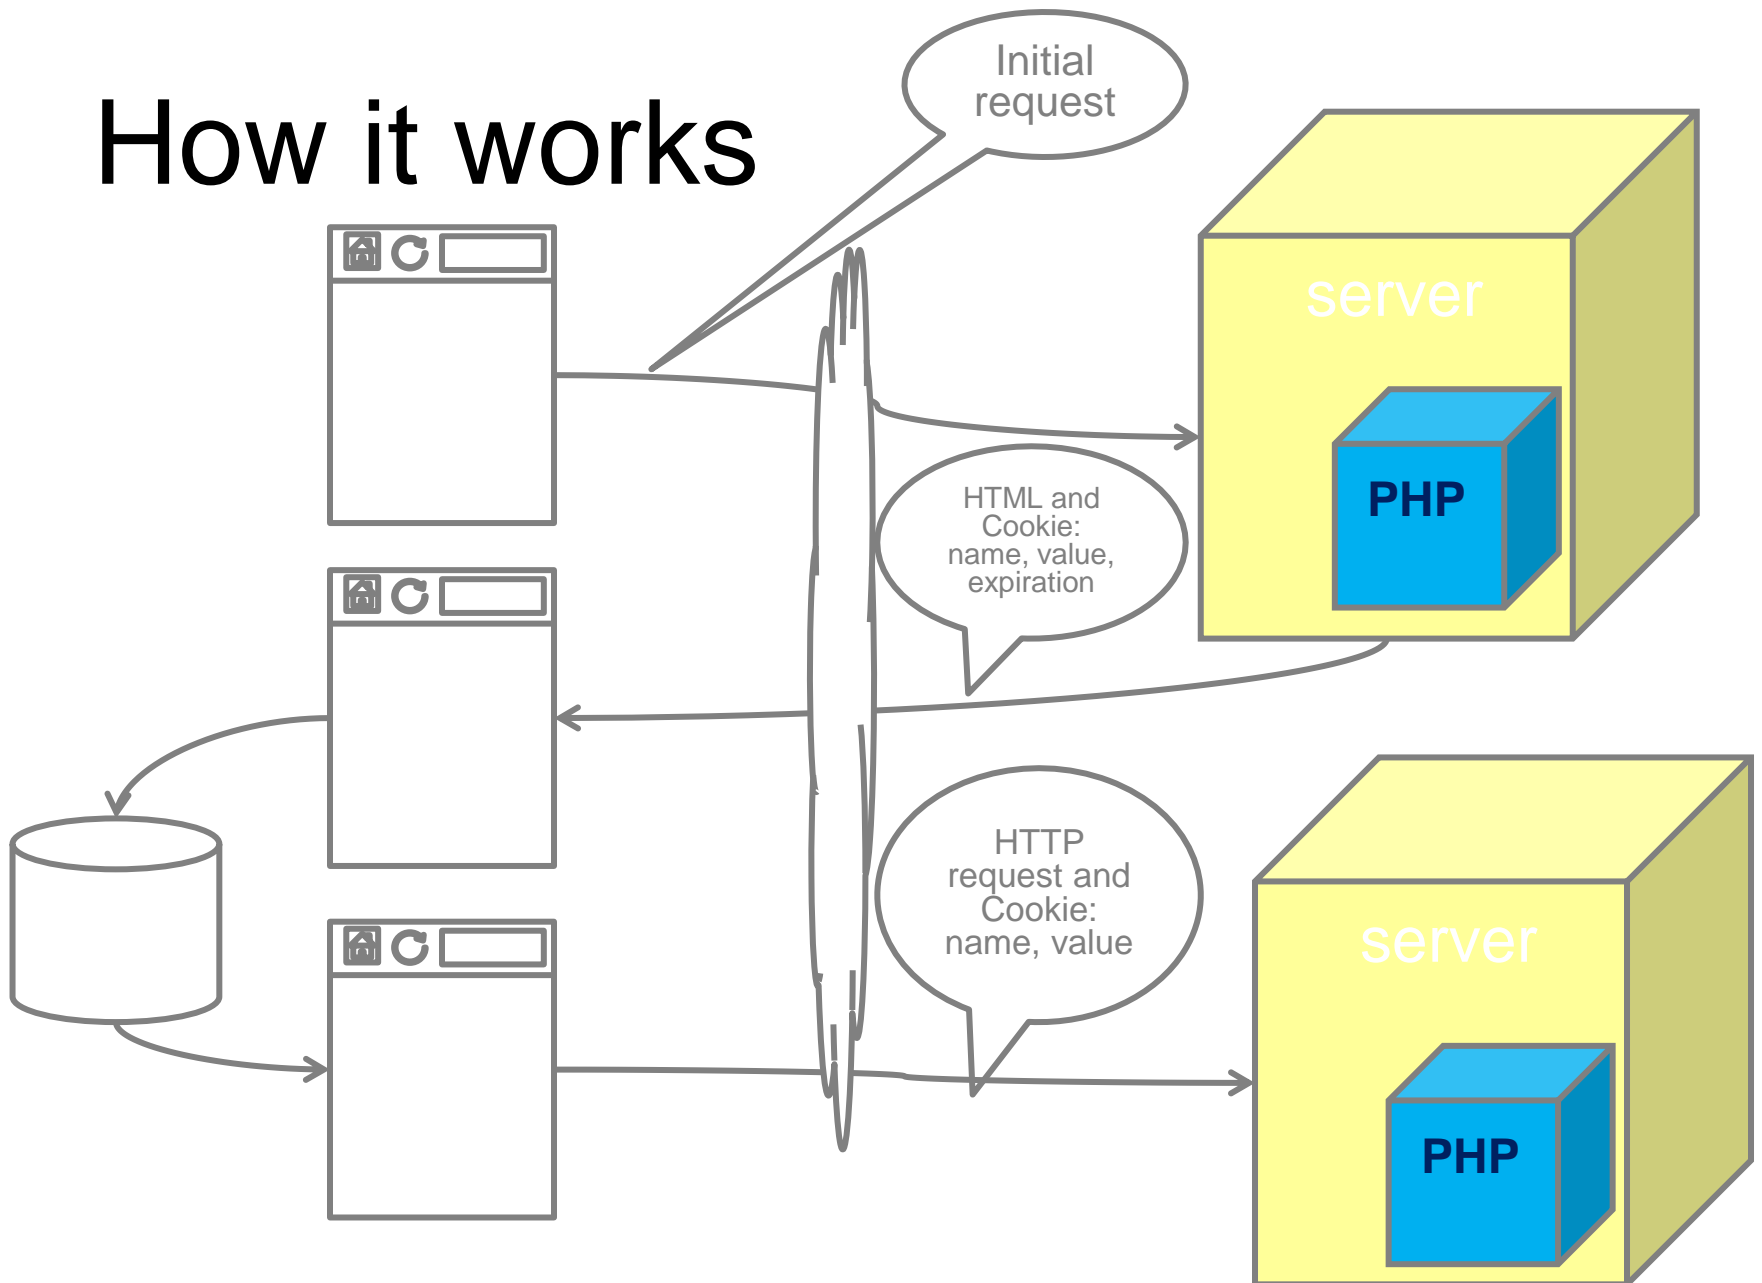 How it works
Initial
request
server
PHP
HTML and
Cookie:
name, value,
expiration
HTTP
request and
Cookie:
name, value
server
PHP